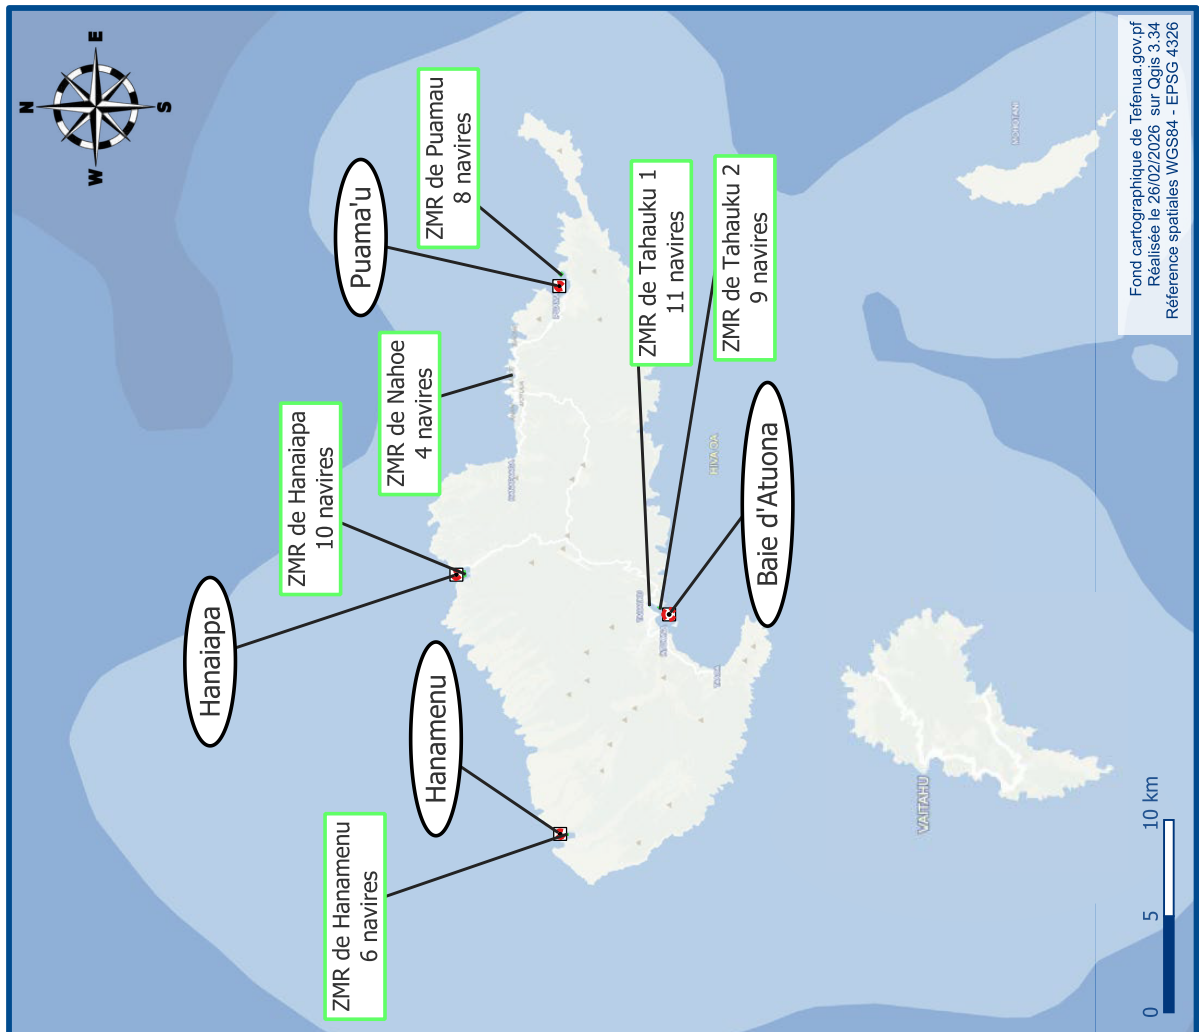 N
E
S
W
Puama'u
ZMR de Puamau
8 navires
ZMR de Nahoe
4 navires
ZMR de Hanaiapa
10 navires
Hanaiapa
Hanamenu
ZMR de Hanamenu
6 navires
ZMR de Tahauku 1
11 navires
ZMR de Tahauku 2
9 navires
Baie d'Atuona
HIVA OA
VAITAHU
MOHOTANI
0 5 10 km
Fond cartographique de Tefenua.gov.pf
Réalisée le 26/02/2026 sur Qgis 3.34
Réference spatiales WGS84 - EPSG 4326